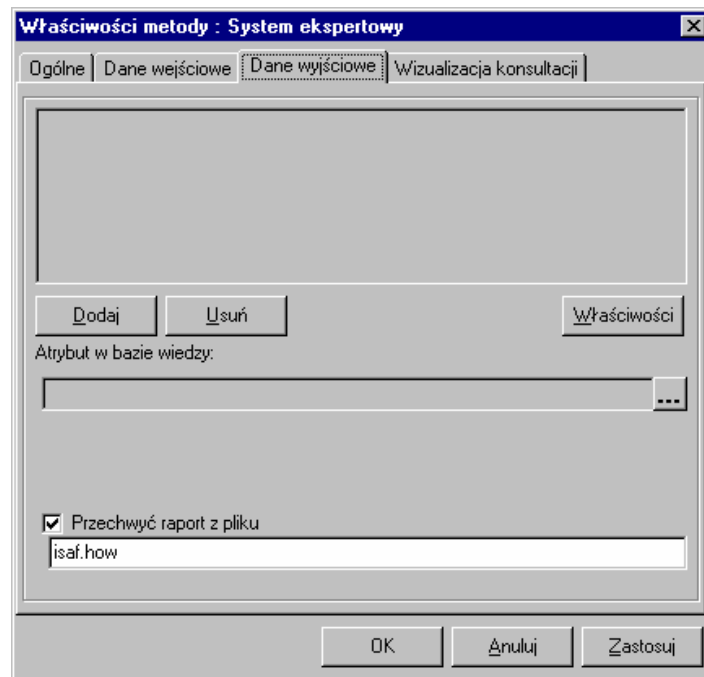 Właściwości metody : System ekspertowy
Ogólne Dane wejściowe Dane wyjściowe Wizualizacja konsultacji
Dodaj Usuń Właściwości
Atrybut w bazie wiedzy:
...
Przechwyć raport z pliku
isaf.how
OK Anuluj Zastosuj